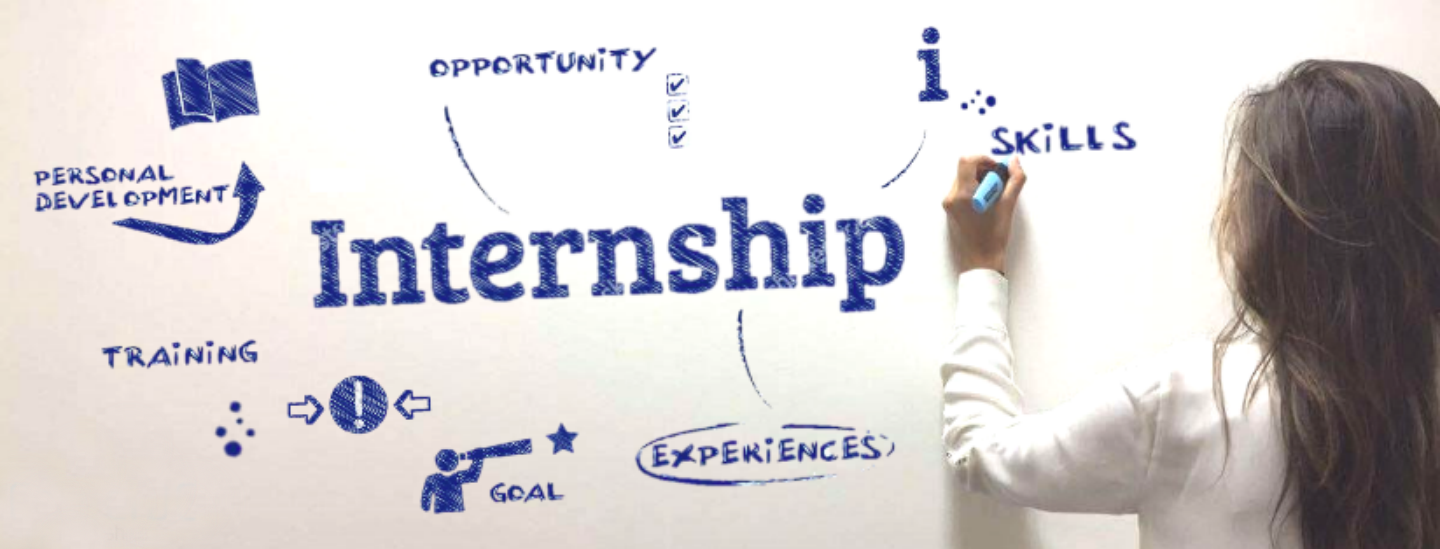 OPPORTUNiTY
i
SKiLLS
PERSONAL
DEVELOPMENT
Internship
TRAiNiNG
!
EXPERiENCES
GOAL